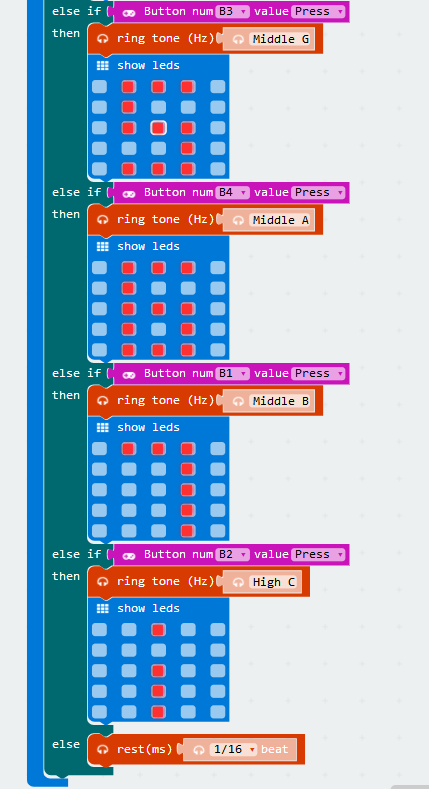 else if Button num B3 value Press
then ring tone (Hz) Middle G
show leds
else if Button num B4 value Press
then ring tone (Hz) Middle A
show leds
else if Button num B1 value Press
then ring tone (Hz) Middle B
show leds
else if Button num B2 value Press
then ring tone (Hz) High C
show leds
else rest(ms) 1/16 beat